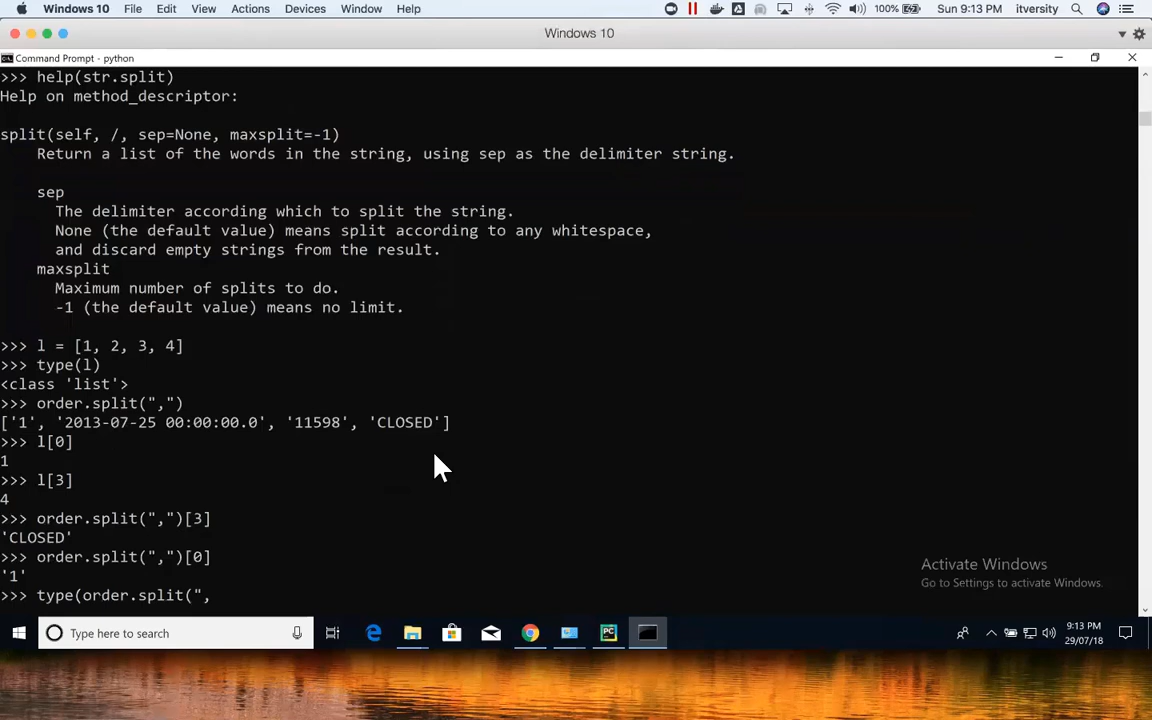 Windows 10 File Edit View Actions Devices Window Help 100% Sun 9:13 PM itversity
Windows 10
Command Prompt - python
>>> help(str.split)
Help on method_descriptor:
split(self, /, sep=None, maxsplit=-1)
    Return a list of the words in the string, using sep as the delimiter string.
    sep
      The delimiter according which to split the string.
      None (the default value) means split according to any whitespace,
      and discard empty strings from the result.
    maxsplit
      Maximum number of splits to do.
      -1 (the default value) means no limit.
>>> l = [1, 2, 3, 4]
>>> type(l)
<class 'list'>
>>> order.split(",")
['1', '2013-07-25 00:00:00.0', '11598', 'CLOSED']
>>> l[0]
1
>>> l[3]
4
>>> order.split(",")[3]
'CLOSED'
>>> order.split(",")[0]
'1'
>>> type(order.split(",
Activate Windows
Go to Settings to activate Windows.
Type here to search
PC
9:13 PM
29/07/18